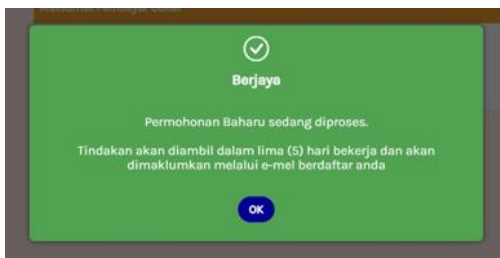 Berjaya
Permohonan Baharu sedang diproses.
Tindakan akan diambil dalam lima (5) hari bekerja dan akan
dimaklumkan melalui e-mel berdaftar anda
OK